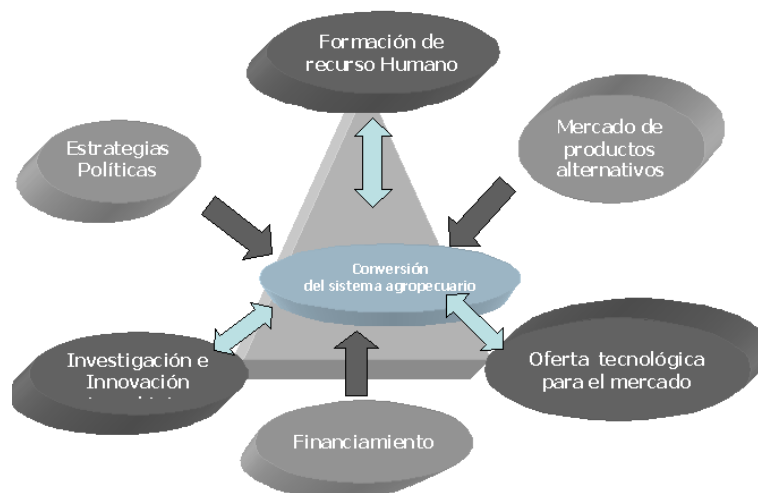 Formación de
recurso Humano
Estrategias
Políticas
Mercado de
productos
alternativos
Conversión
del sistema agropecuario
Investigación e
Innovación
Oferta tecnológica
para el mercado
Financiamiento